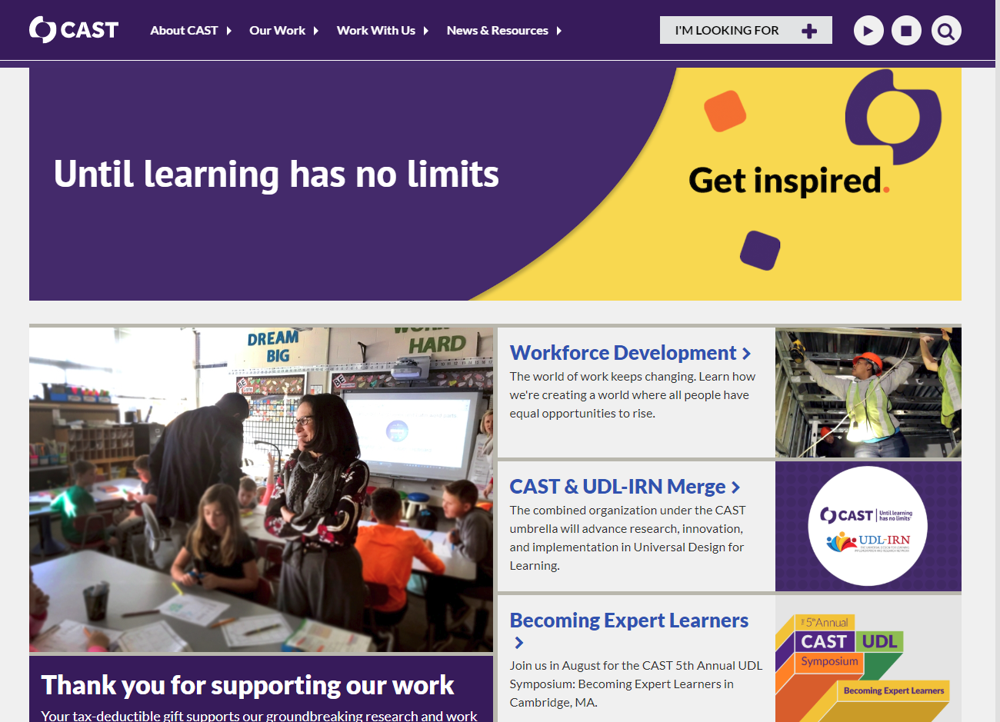 CAST
About CAST
Our Work
Work With Us
News & Resources
I'M LOOKING FOR
Until learning has no limits
Get inspired.
DREAM
BIG
HARD
BE
BE
Workforce Development
The world of work keeps changing. Learn how
we're creating a world where all people have
equal opportunities to rise.
CAST & UDL-IRN Merge
The combined organization under the CAST
umbrella will advance research, innovation,
and implementation in Universal Design for
Learning.
CAST
Until learning
has no limits
UDL-IRN
Becoming Expert Learners
Join us in August for the CAST 5th Annual UDL
Symposium: Becoming Expert Learners in
Cambridge, MA.
5th Annual
CAST UDL
Symposium
Becoming Expert Learners
Thank you for supporting our work
Your tax-deductible gift supports our groundbreaking research and work